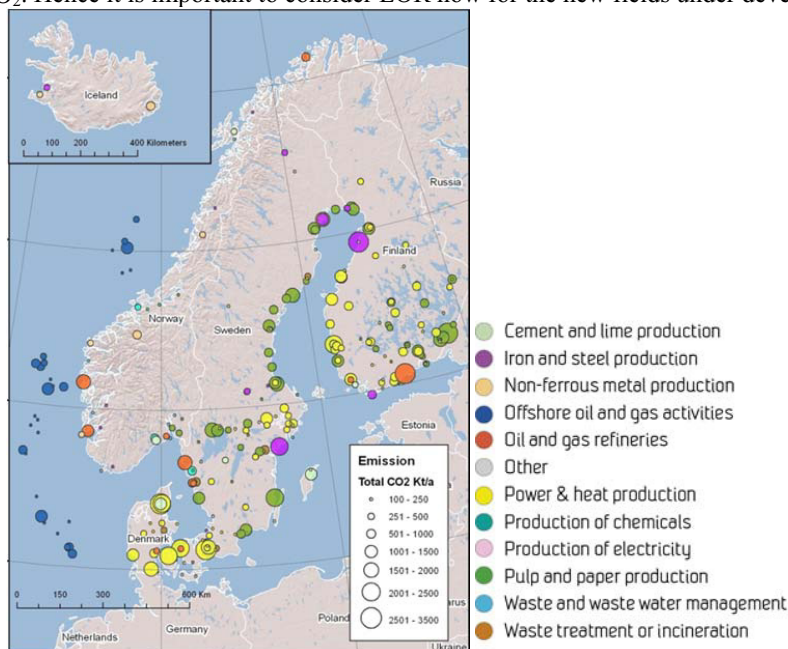 Iceland
0 100 200 400 Kilometers
Russia
Finland
Norway
Sweden
Estonia
Emission
Total CO2 Kt/a
100 - 250
251 - 500
501 - 1000
1001 - 1500
1501 - 2000
2001 - 2500
2501 - 3500
Denmark
0 150 300 600 Km
Poland
Germany
Netherlands
Ukraine
Cement and lime production
Iron and steel production
Non-ferrous metal production
Offshore oil and gas activities
Oil and gas refineries
Other
Power & heat production
Production of chemicals
Production of electricity
Pulp and paper production
Waste and waste water management
Waste treatment or incineration